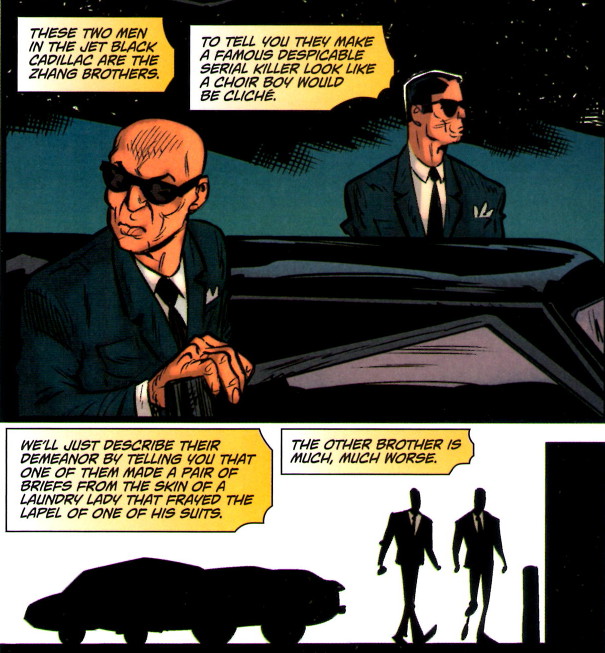 THESE TWO MEN
IN THE JET BLACK
CADILLAC ARE THE
ZHANG BROTHERS.
TO TELL YOU THEY MAKE
A FAMOUS DESPICABLE
SERIAL KILLER LOOK LIKE
A CHOIR BOY WOULD
BE CLICHÉ.
WE'LL JUST DESCRIBE THEIR
DEMEANOR BY TELLING YOU THAT
ONE OF THEM MADE A PAIR OF
BRIEFS FROM THE SKIN OF A
LAUNDRY LADY THAT FRAYED THE
LAPEL OF ONE OF HIS SUITS.
THE OTHER BROTHER IS
MUCH, MUCH WORSE.